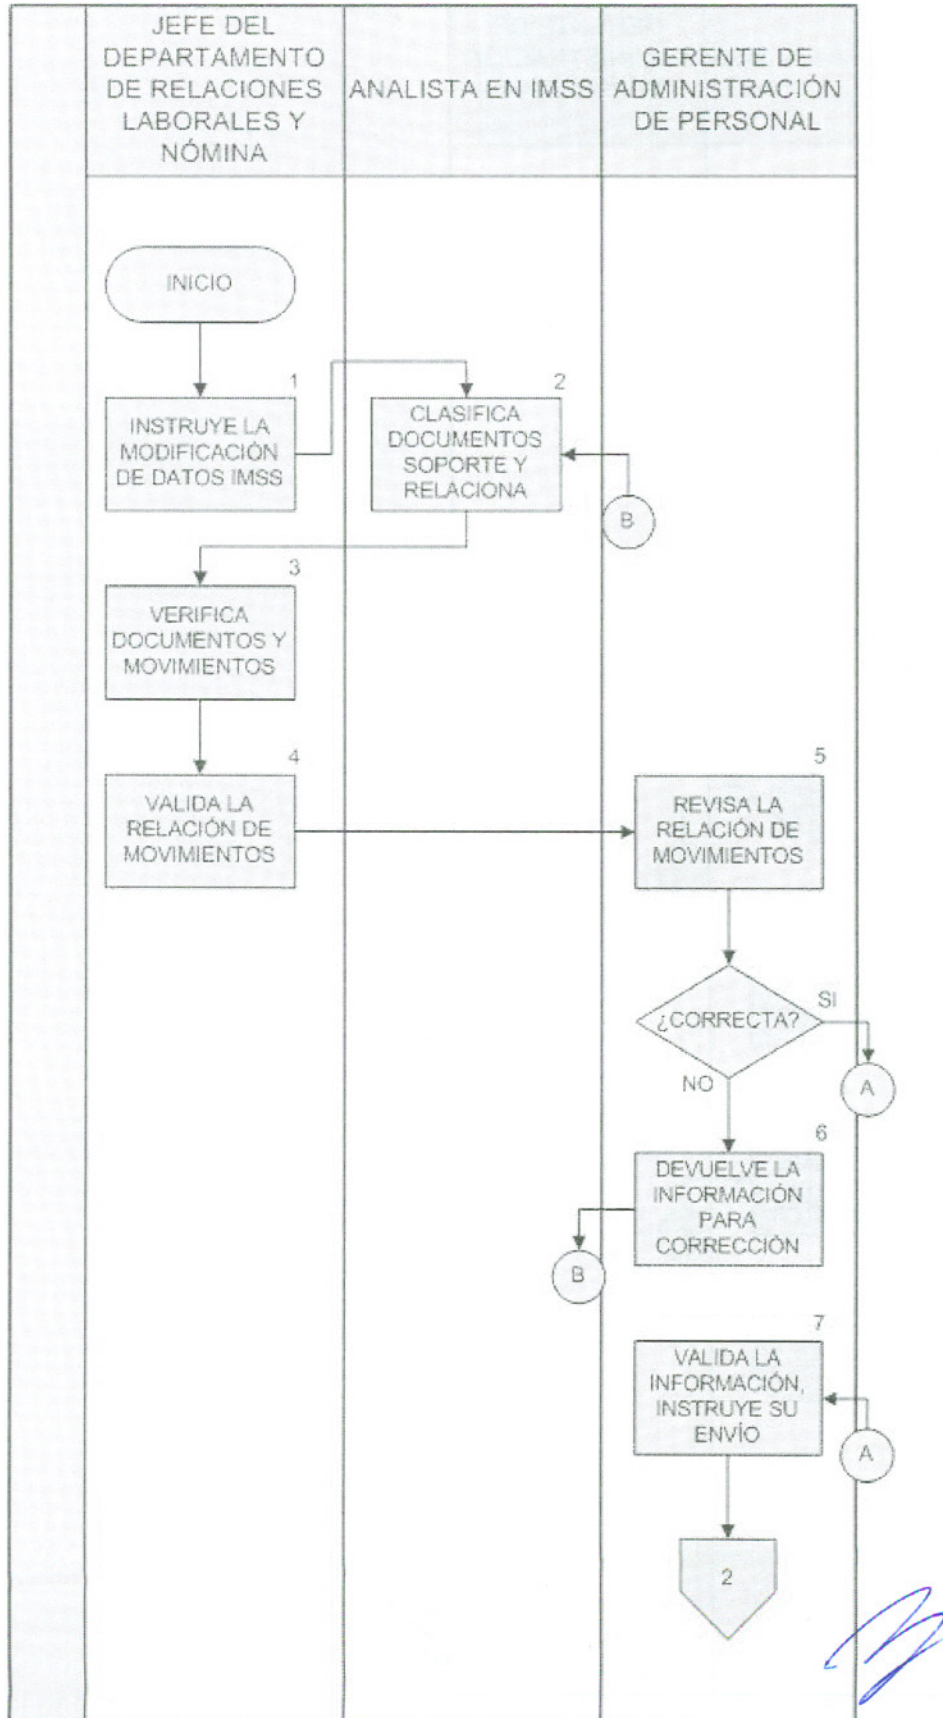 JEFE DEL
DEPARTAMENTO
DE RELACIONES
LABORALES Y
NÓMINA
ANALISTA EN IMSS
GERENTE DE
ADMINISTRACIÓN
DE PERSONAL
INICIO
1
INSTRUYE LA
MODIFICACIÓN
DE DATOS IMSS
2
CLASIFICA
DOCUMENTOS
SOPORTE Y
RELACIONA
B
3
VERIFICA
DOCUMENTOS Y
MOVIMIENTOS
4
VALIDA LA
RELACIÓN DE
MOVIMIENTOS
5
REVISA LA
RELACIÓN DE
MOVIMIENTOS
¿CORRECTA?
SI
A
NO
6
DEVUELVE LA
INFORMACIÓN
PARA
CORRECCIÓN
B
7
VALIDA LA
INFORMACIÓN,
INSTRUYE SU
ENVÍO
A
2